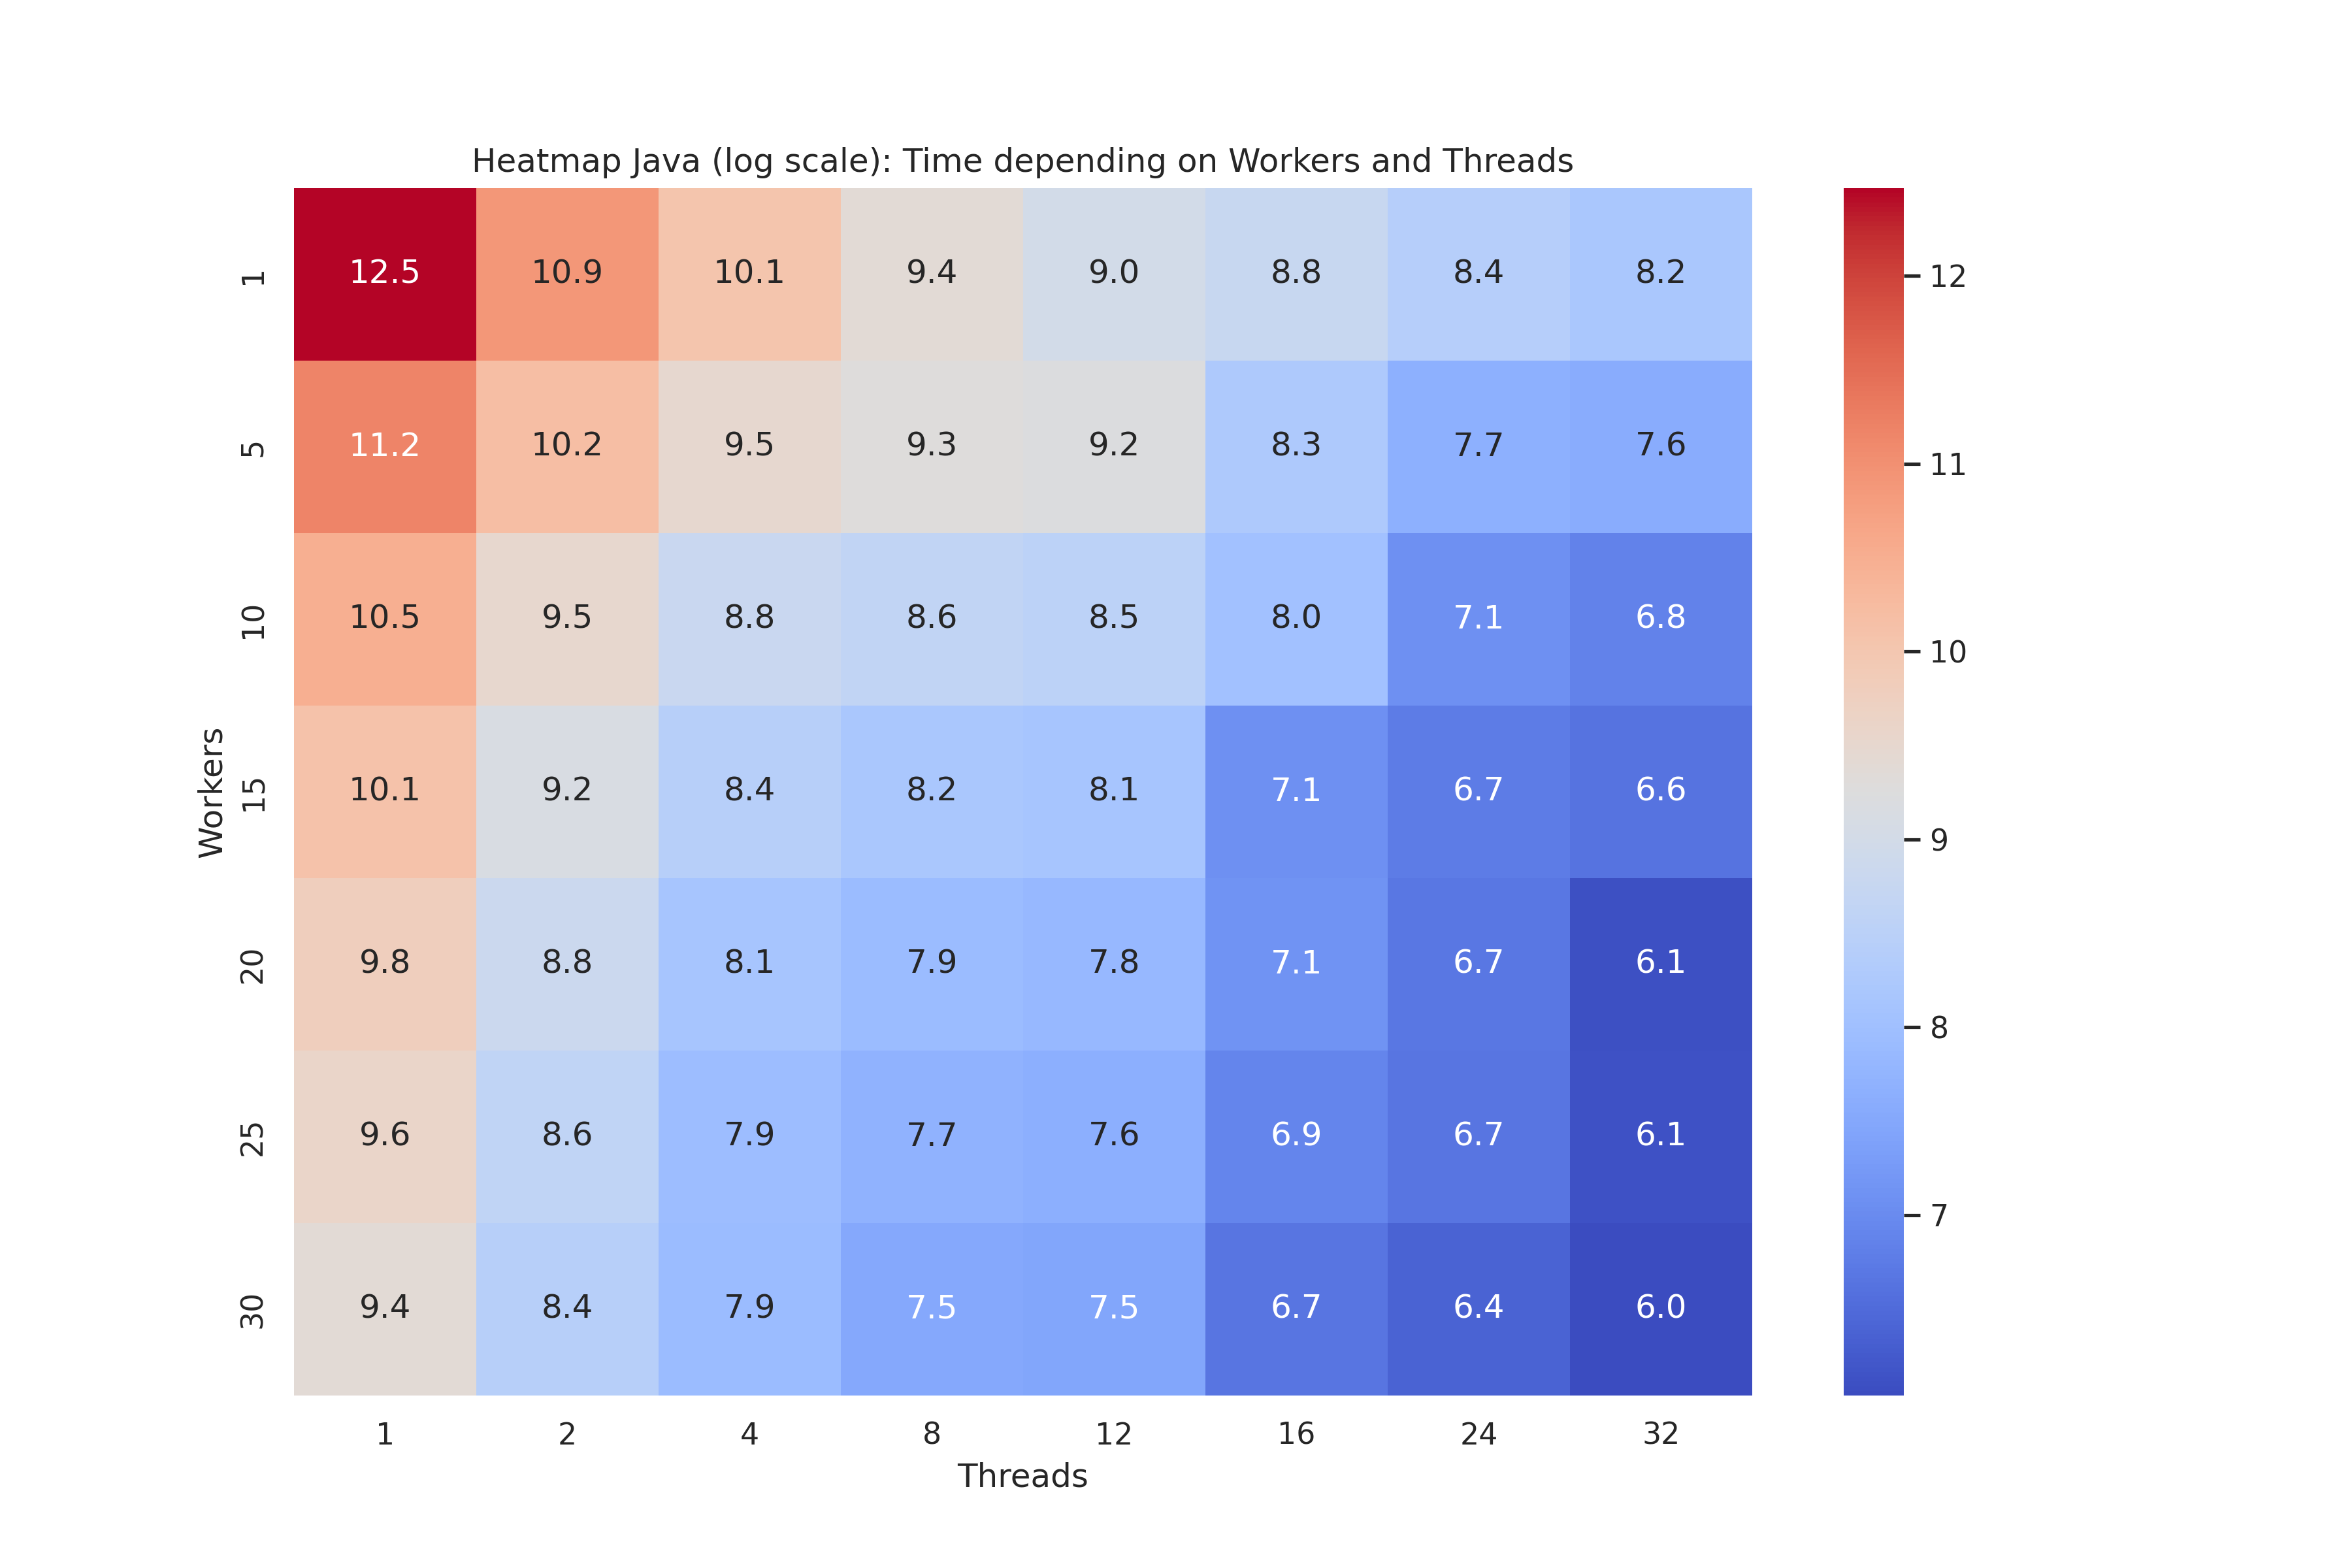 Heatmap Java (log scale): Time depending on Workers and Threads
Workers
1 12.5 10.9 10.1 9.4 9.0 8.8 8.4 8.2
5 11.2 10.2 9.5 9.3 9.2 8.3 7.7 7.6
10 10.5 9.5 8.8 8.6 8.5 8.0 7.1 6.8
15 10.1 9.2 8.4 8.2 8.1 7.1 6.7 6.6
20 9.8 8.8 8.1 7.9 7.8 7.1 6.7 6.1
25 9.6 8.6 7.9 7.7 7.6 6.9 6.7 6.1
30 9.4 8.4 7.9 7.5 7.5 6.7 6.4 6.0
1 2 4 8 12 16 24 32
Threads
12
11
10
9
8
7